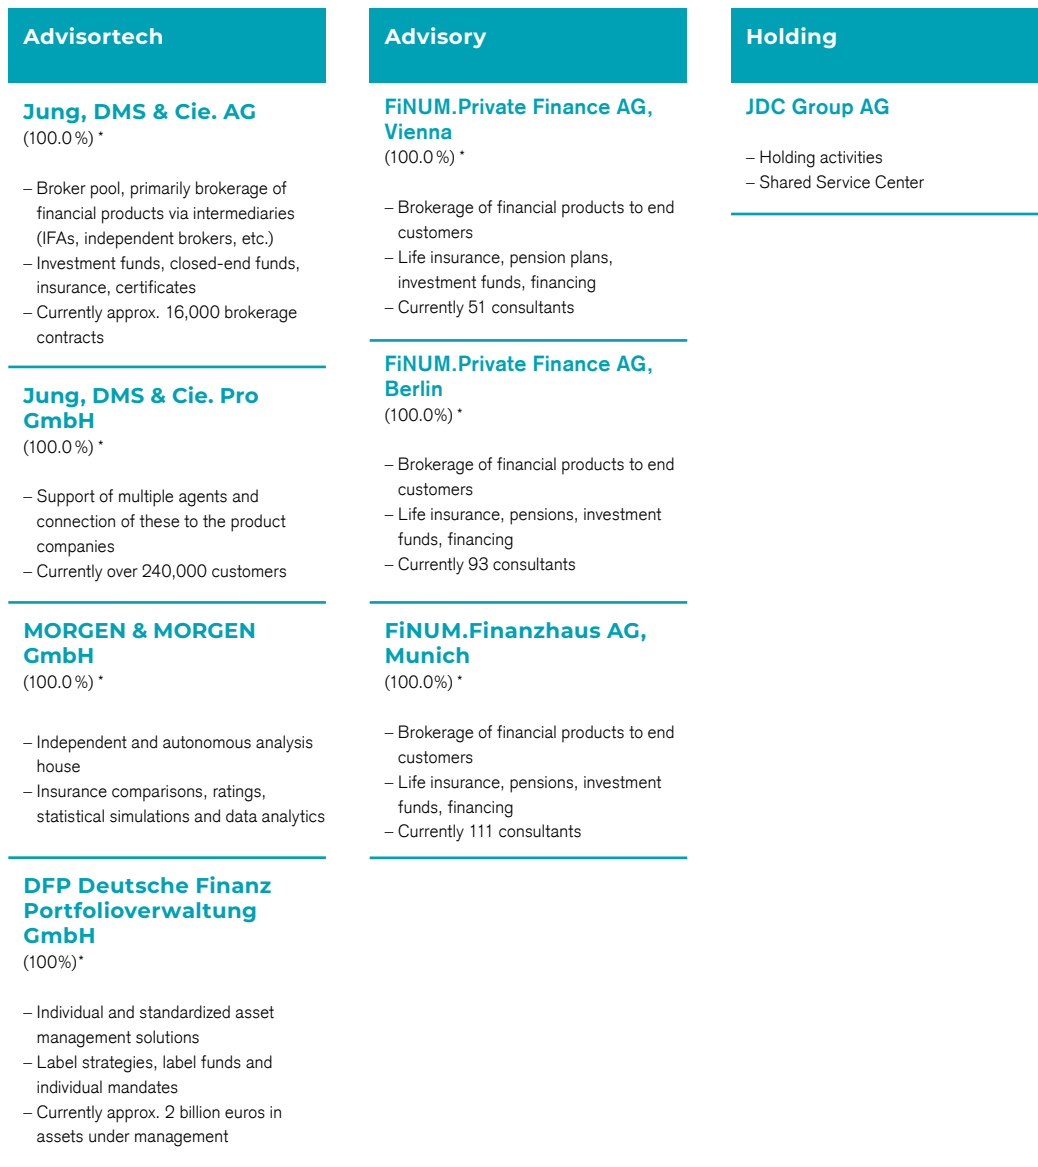 Advisortech
Jung, DMS & Cie. AG
(100.0 %) *
– Broker pool, primarily brokerage of
financial products via intermediaries
(IFAs, independent brokers, etc.)
– Investment funds, closed-end funds,
insurance, certificates
– Currently approx. 16,000 brokerage
contracts
Jung, DMS & Cie. Pro
GmbH
(100.0 %) *
– Support of multiple agents and
connection of these to the product
companies
– Currently over 240,000 customers
MORGEN & MORGEN
GmbH
(100.0 %) *
– Independent and autonomous analysis
house
– Insurance comparisons, ratings,
statistical simulations and data analytics
DFP Deutsche Finanz
Portfolioverwaltung
GmbH
(100%)*
– Individual and standardized asset
management solutions
– Label strategies, label funds and
individual mandates
– Currently approx. 2 billion euros in
assets under management
Advisory
FiNUM.Private Finance AG,
Vienna
(100.0 %) *
– Brokerage of financial products to end
customers
– Life insurance, pension plans,
investment funds, financing
– Currently 51 consultants
FiNUM.Private Finance AG,
Berlin
(100.0%) *
– Brokerage of financial products to end
customers
– Life insurance, pensions, investment
funds, financing
– Currently 93 consultants
FiNUM.Finanzhaus AG,
Munich
(100.0%) *
– Brokerage of financial products to end
customers
– Life insurance, pensions, investment
funds, financing
– Currently 111 consultants
Holding
JDC Group AG
– Holding activities
– Shared Service Center